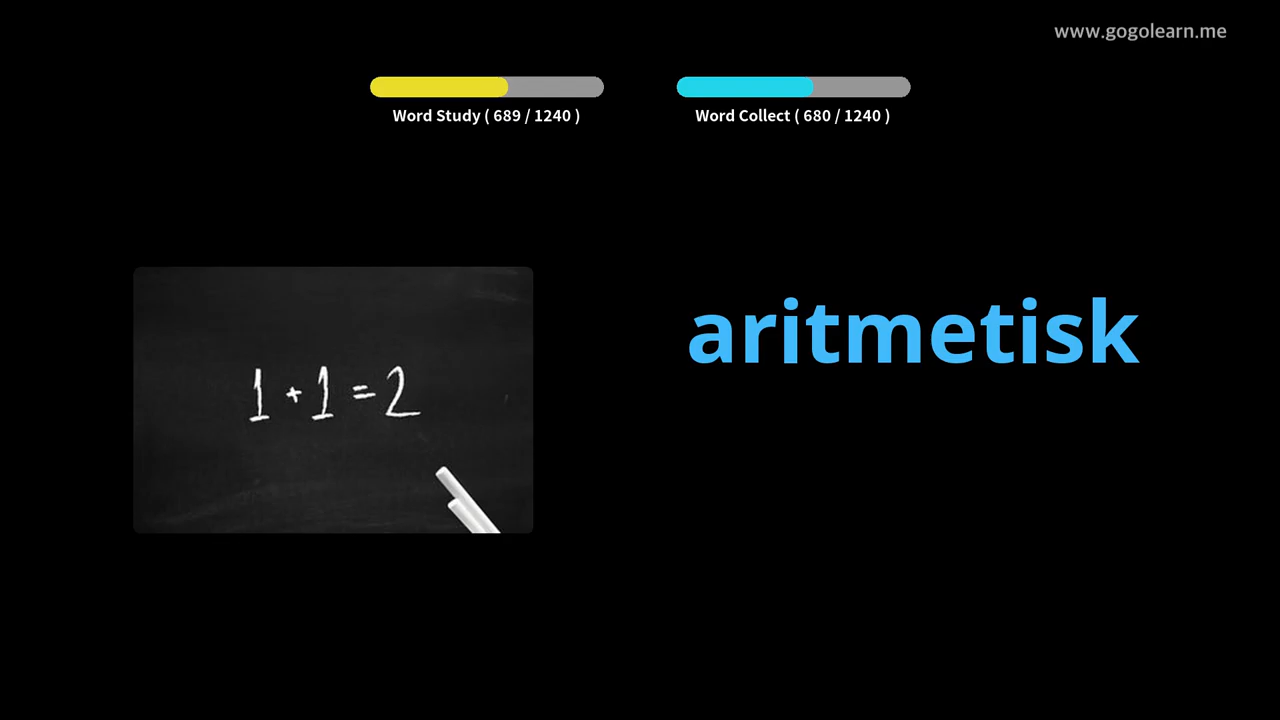 www.gogolearn.me
Word Study ( 689 / 1240 )
Word Collect ( 680 / 1240 )
aritmetisk
1 + 1 = 2